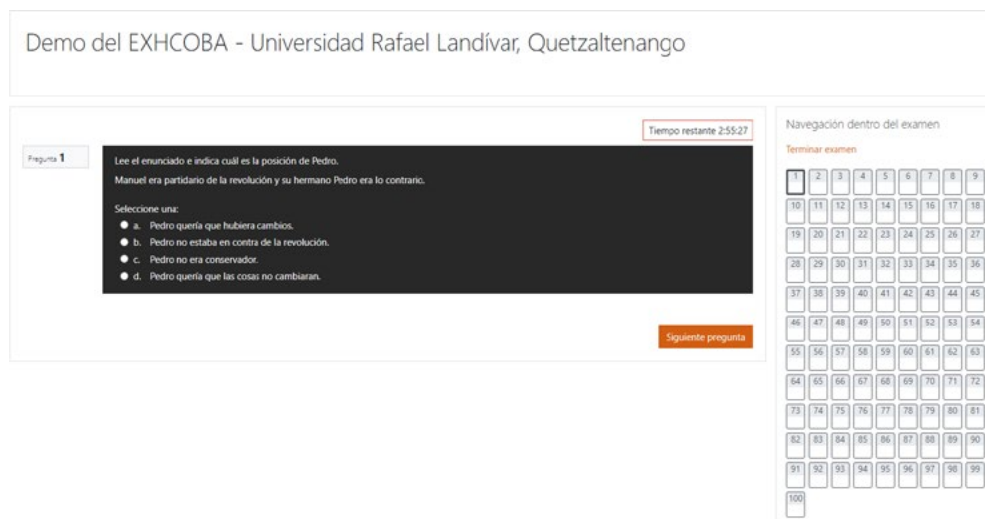 Demo del EXHCOBA - Universidad Rafael Landívar, Quetzaltenango
Tiempo restante 2:55:27
Pregunta 1
Lee el enunciado e indica cuál es la posición de Pedro.
Manuel era partidario de la revolución y su hermano Pedro era lo contrario.
Seleccione una:
a. Pedro quería que hubiera cambios.
b. Pedro no estaba en contra de la revolución.
c. Pedro no era conservador.
d. Pedro quería que las cosas no cambiaran.
Siguiente pregunta
Navegación dentro del examen
Terminar examen
1 2 3 4 5 6 7 8 9
10 11 12 13 14 15 16 17 18
19 20 21 22 23 24 25 26 27
28 29 30 31 32 33 34 35 36
37 38 39 40 41 42 43 44 45
46 47 48 49 50 51 52 53 54
55 56 57 58 59 60 61 62 63
64 65 66 67 68 69 70 71 72
73 74 75 76 77 78 79 80 81
82 83 84 85 86 87 88 89 90
91 92 93 94 95 96 97 98 99
100